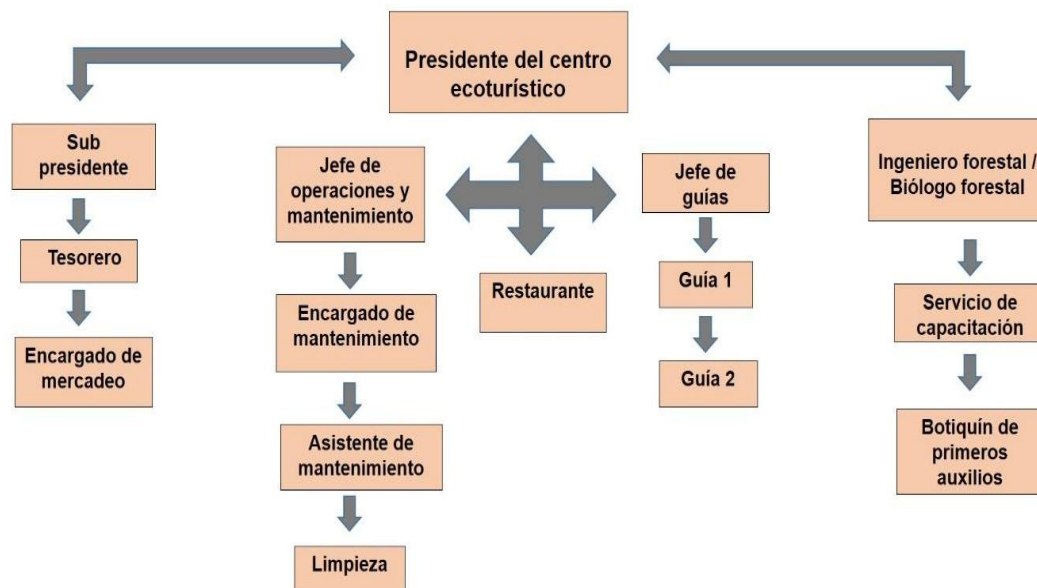 Presidente del centro
ecoturístico
Sub
presidente
Tesorero
Encargado de
mercadeo
Jefe de
operaciones y
mantenimiento
Encargado de
mantenimiento
Asistente de
mantenimiento
Limpieza
Restaurante
Jefe de
guías
Guía 1
Guía 2
Ingeniero forestal /
Biólogo forestal
Servicio de
capacitación
Botiquín de
primeros
auxilios